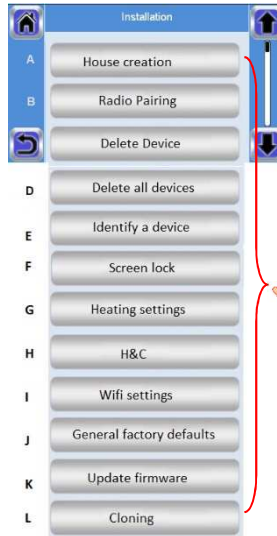 Installation
A House creation
B Radio Pairing
Delete Device
D Delete all devices
E Identify a device
F Screen lock
G Heating settings
H H&C
I Wifi settings
J General factory defaults
K Update firmware
L Cloning